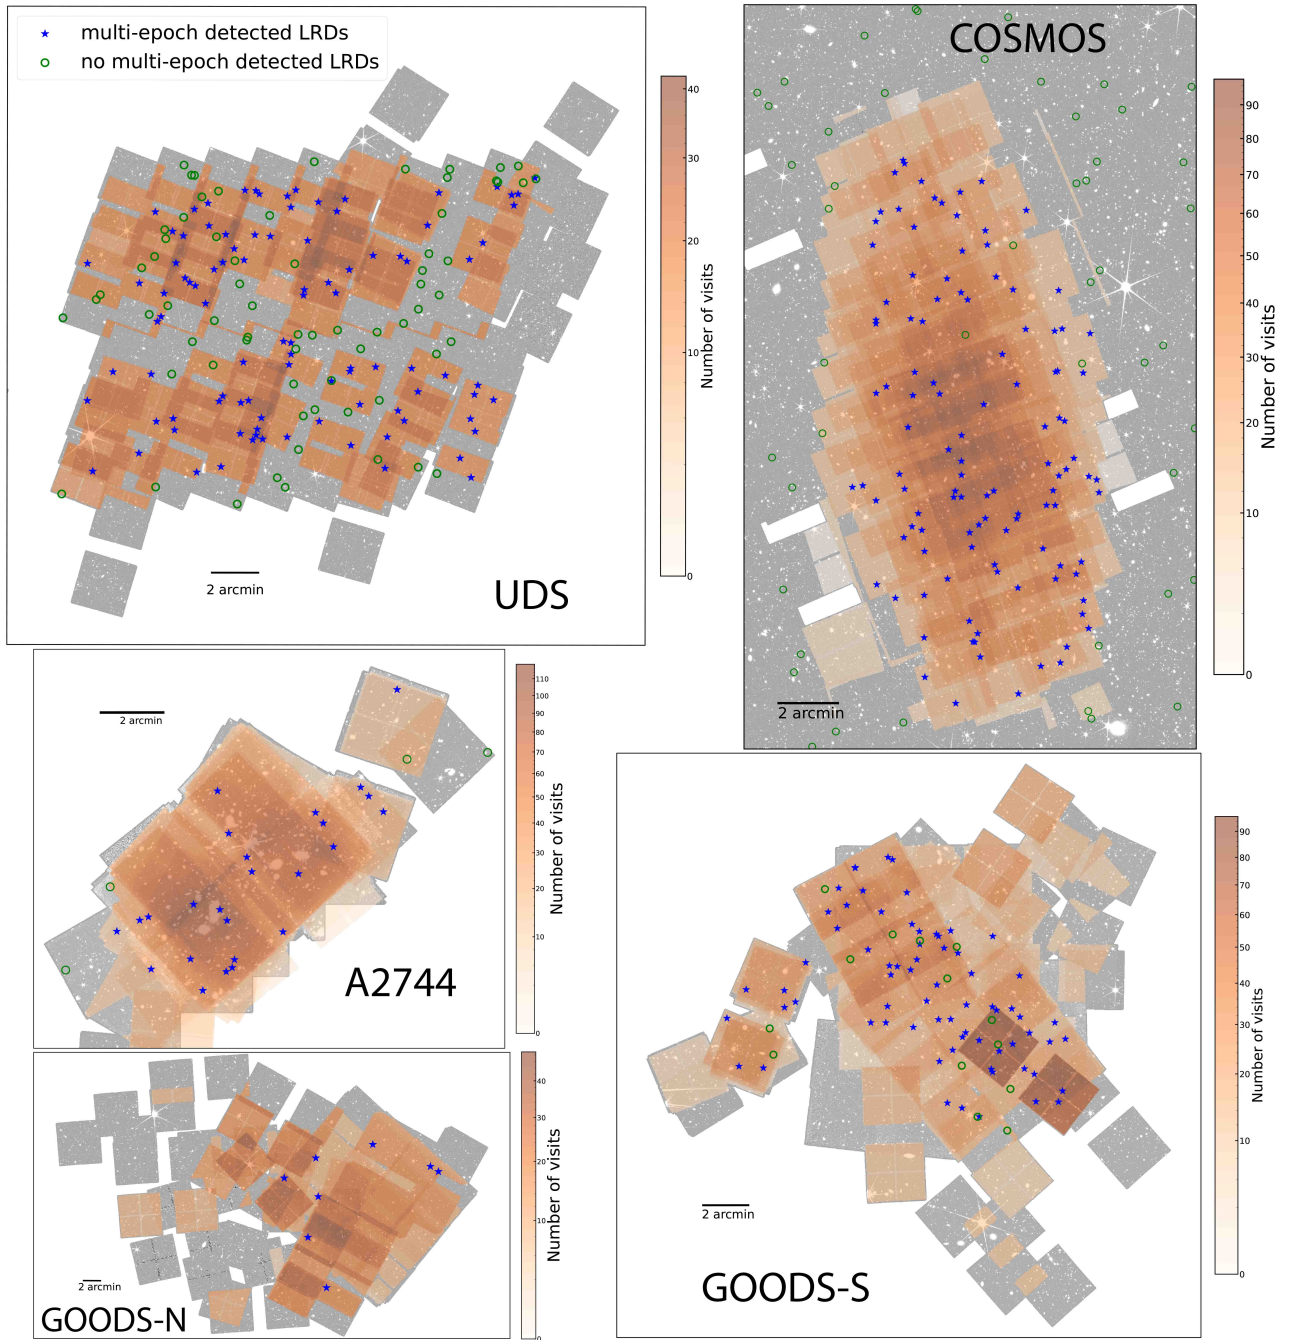 multi-epoch detected LRDs
no multi-epoch detected LRDs
2 arcmin
UDS
40
30
20
10
0
Number of visits
COSMOS
2 arcmin
90
80
70
60
50
40
30
20
10
0
Number of visits
2 arcmin
A2744
110
100
90
80
70
60
50
40
30
20
10
0
Number of visits
2 arcmin
GOODS-N
40
30
20
10
0
Number of visits
2 arcmin
GOODS-S
90
80
70
60
50
40
30
20
10
0
Number of visits